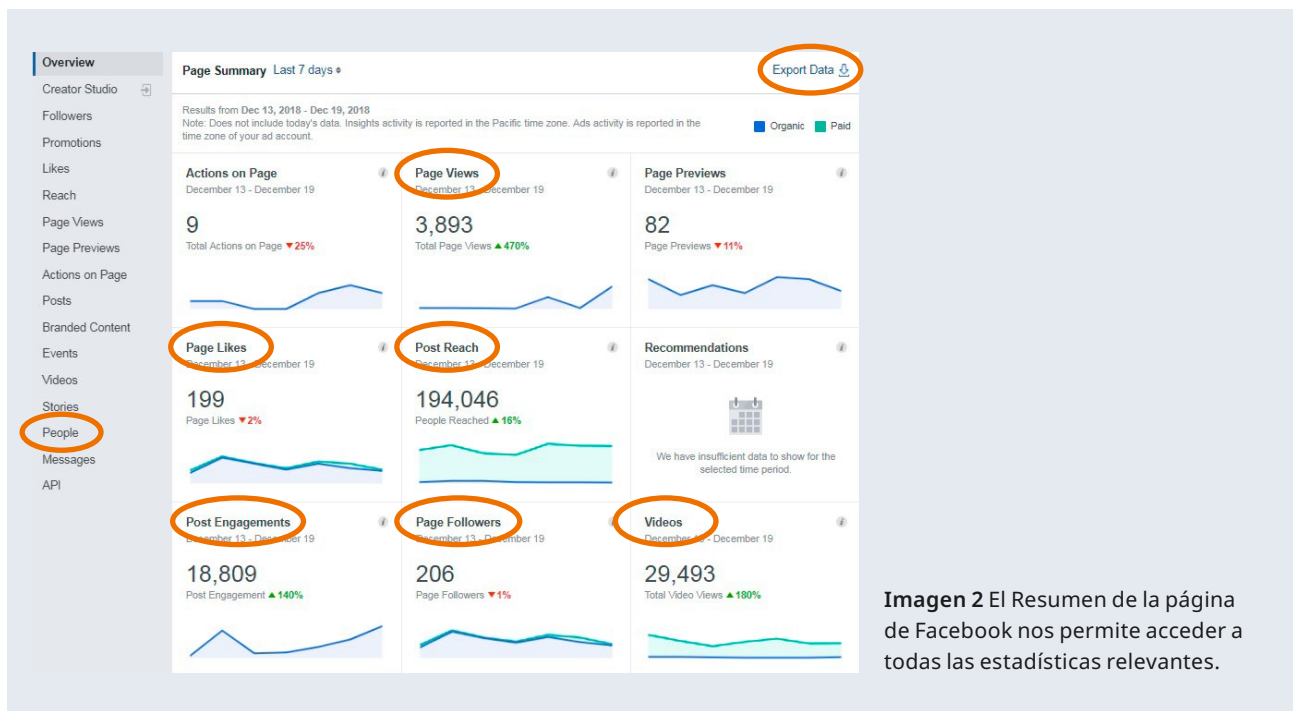 Overview
Creator Studio
Followers
Promotions
Likes
Reach
Page Views
Page Previews
Actions on Page
Posts
Branded Content
Events
Videos
Stories
People
Messages
API
Page Summary Last 7 days
Export Data
Results from Dec 13, 2018 - Dec 19, 2018
Note: Does not include today's data. Insights activity is reported in the Pacific time zone. Ads activity is reported in the
time zone of your ad account.
Organic Paid
Actions on Page
December 13 - December 19
9
Total Actions on Page ▼25%
Page Views
December 13 - December 19
3,893
Total Page Views ▲470%
Page Previews
December 13 - December 19
82
Page Previews ▼11%
Page Likes
December 13 - December 19
199
Page Likes ▼2%
Post Reach
December 13 - December 19
194,046
People Reached ▲16%
Recommendations
December 13 - December 19
We have insufficient data to show for the
selected time period.
Post Engagements
December 13 - December 19
18,809
Post Engagement ▲140%
Page Followers
December 13 - December 19
206
Page Followers ▼1%
Videos
December 13 - December 19
29,493
Total Video Views ▲180%
Imagen 2 El Resumen de la página
de Facebook nos permite acceder a
todas las estadísticas relevantes.